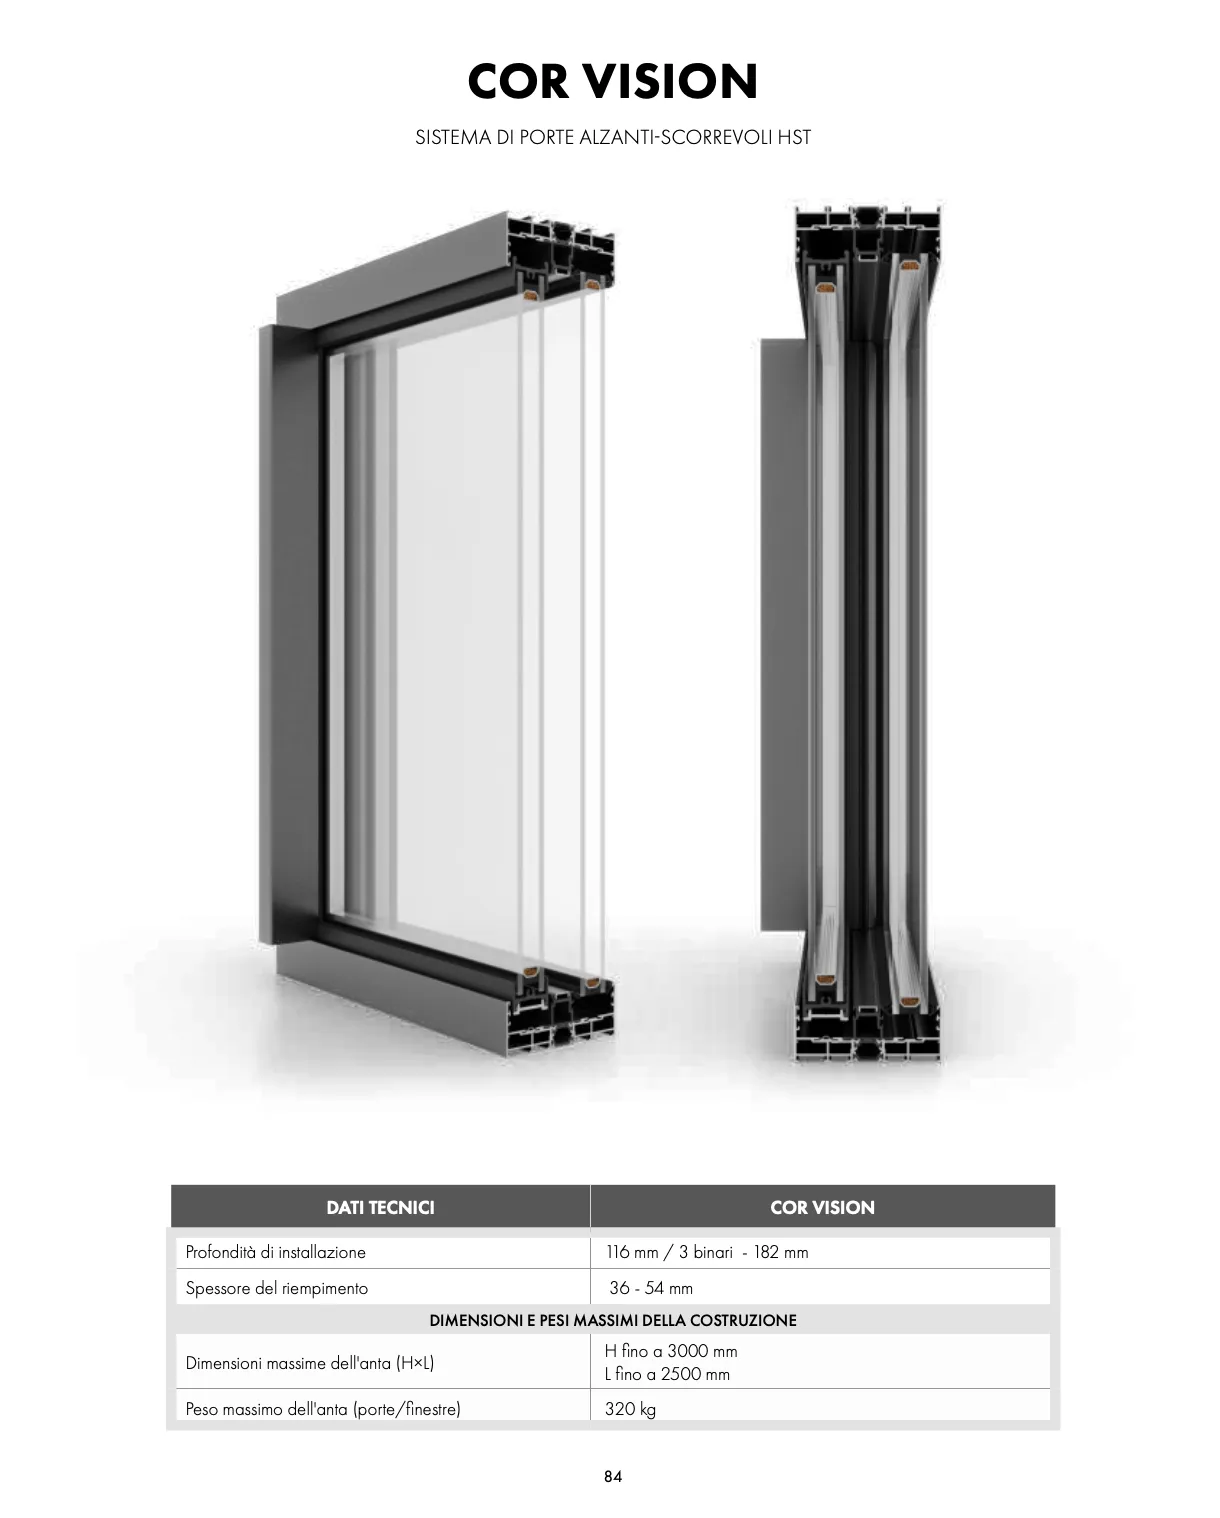 COR VISION
SISTEMA DI PORTE ALZANTI-SCORREVOLI HST
DATI TECNICI COR VISION
Profondità di installazione 116 mm / 3 binari - 182 mm
Spessore del riempimento 36 - 54 mm
DIMENSIONI E PESI MASSIMI DELLA COSTRUZIONE
Dimensioni massime dell'anta (H×L) H fino a 3000 mm
L fino a 2500 mm
Peso massimo dell'anta (porte/finestre) 320 kg
84